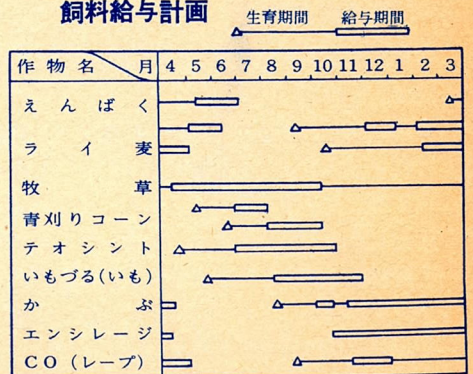 飼料給与計画
生育期間 給与期間
作物名 月 4 5 6 7 8 9 10 11 12 1 2 3
えんばく
ライ麦
牧草
青刈りコーン
テオシント
いもづる(いも)
かぶ
エンシレージ
CO(レープ)